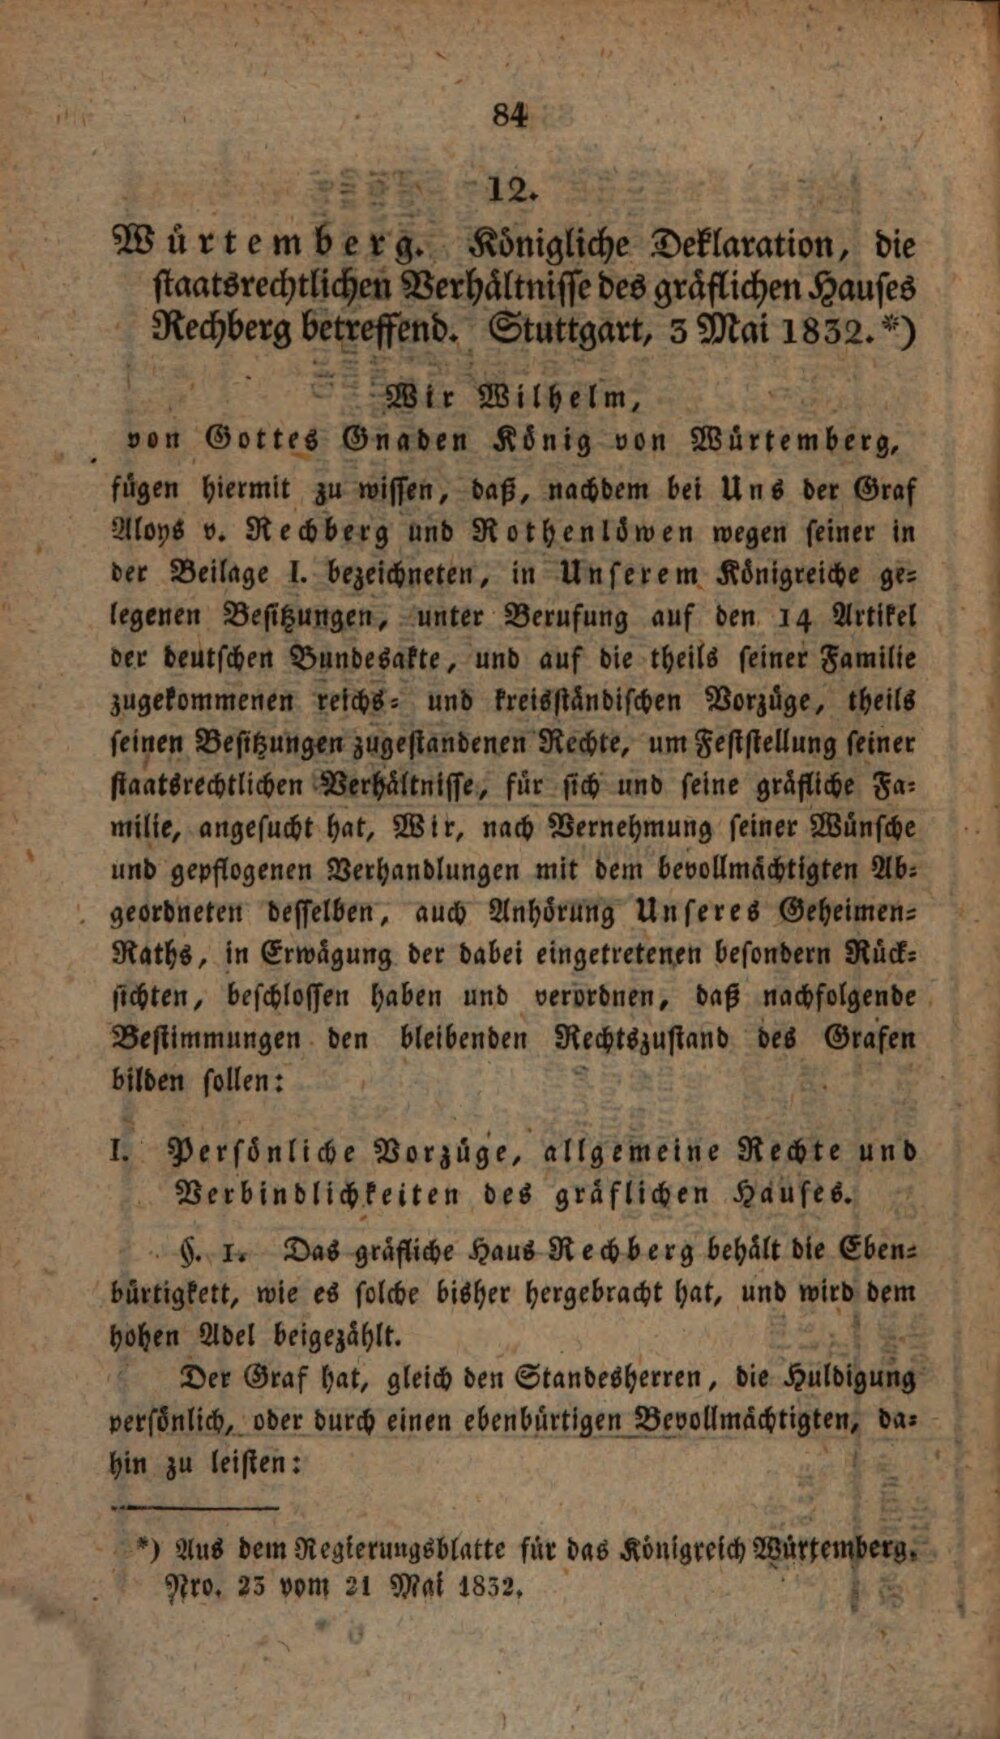 84
12.
Würtemberg. Königliche Deklaration, die
staatsrechtlichen Verhältnisse des gräflichen Hauses
Rechberg betreffend. Stuttgart, 3 Mai 1832.*)
Wir Wilhelm,
von Gottes Gnaden König von Würtemberg,
fügen hiermit zu wissen, daß, nachdem bei Uns der Graf
Aloys v. Rechberg und Rothenlöwen wegen seiner in
der Beilage I. bezeichneten, in Unserem Königreiche ge-
legenen Besitzungen, unter Berufung auf den 14 Artikel
der deutschen Bundesakte, und auf die theils seiner Familie
zugekommenen reichs- und kreisständischen Vorzüge, theils
seinen Besitzungen zugestandenen Rechte, um Feststellung seiner
staatsrechtlichen Verhältnisse, für sich und seine gräfliche Fa-
milie, angesucht hat, Wir, nach Vernehmung seiner Wünsche
und gepflogenen Verhandlungen mit dem bevollmächtigten Ab-
geordneten desselben, auch Anhörung Unseres Geheimen-
Raths, in Erwägung der dabei eingetretenen besondern Rück-
sichten, beschlossen haben und verordnen, daß nachfolgende
Bestimmungen den bleibenden Rechtszustand des Grafen
bilden sollen:
I. Persönliche Vorzüge, allgemeine Rechte und
Verbindlichkeiten des gräflichen Hauses.
§. 1. Das gräfliche Haus Rechberg behält die Eben-
bürtigkett, wie es solche bisher hergebracht hat, und wird dem
hohen Adel beigezählt.
Der Graf hat, gleich den Standesherren, die Huldigung
persönlich, oder durch einen ebenbürtigen Bevollmächtigten, da-
hin zu leisten:
*) Aus dem Regierungsblatte für das Königreich Würtemberg.
Nro. 23 vom 21 Mai 1832.